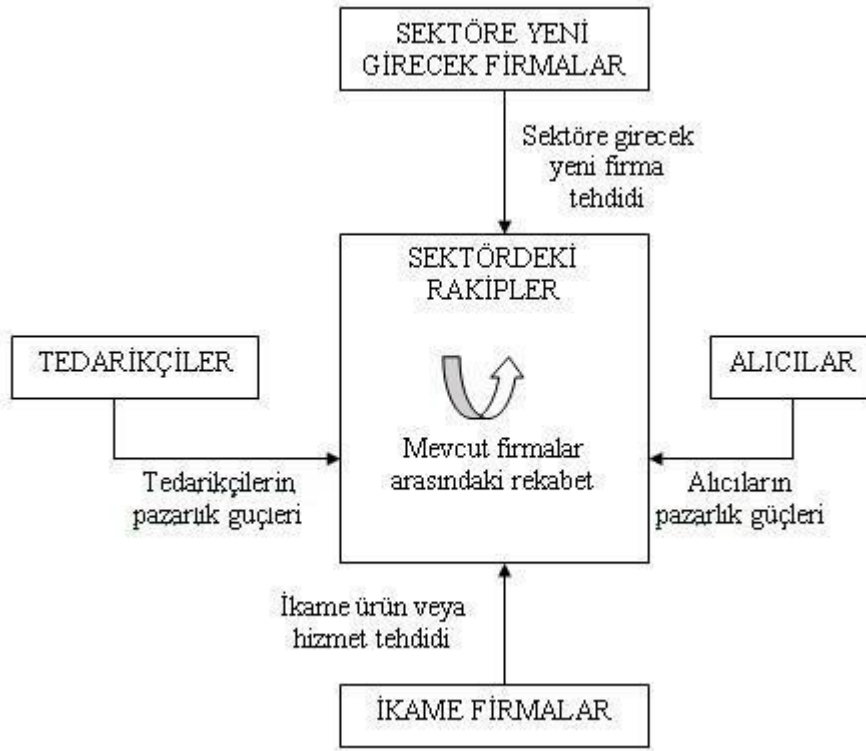 SEKTÖRE YENİ
GİRECEK FİRMALAR
Sektöre girecek
yeni firma
tehdidi
SEKTÖRDEKİ
RAKİPLER
TEDARİKÇİLER
ALICILAR
Mevcut firmalar
arasındaki rekabet
Tedarikçilerin
pazarlık guçleri
Alıcıların
pazarlık güçleri
İkame ürün veya
hizmet tehdidi
İKAME FİRMALAR